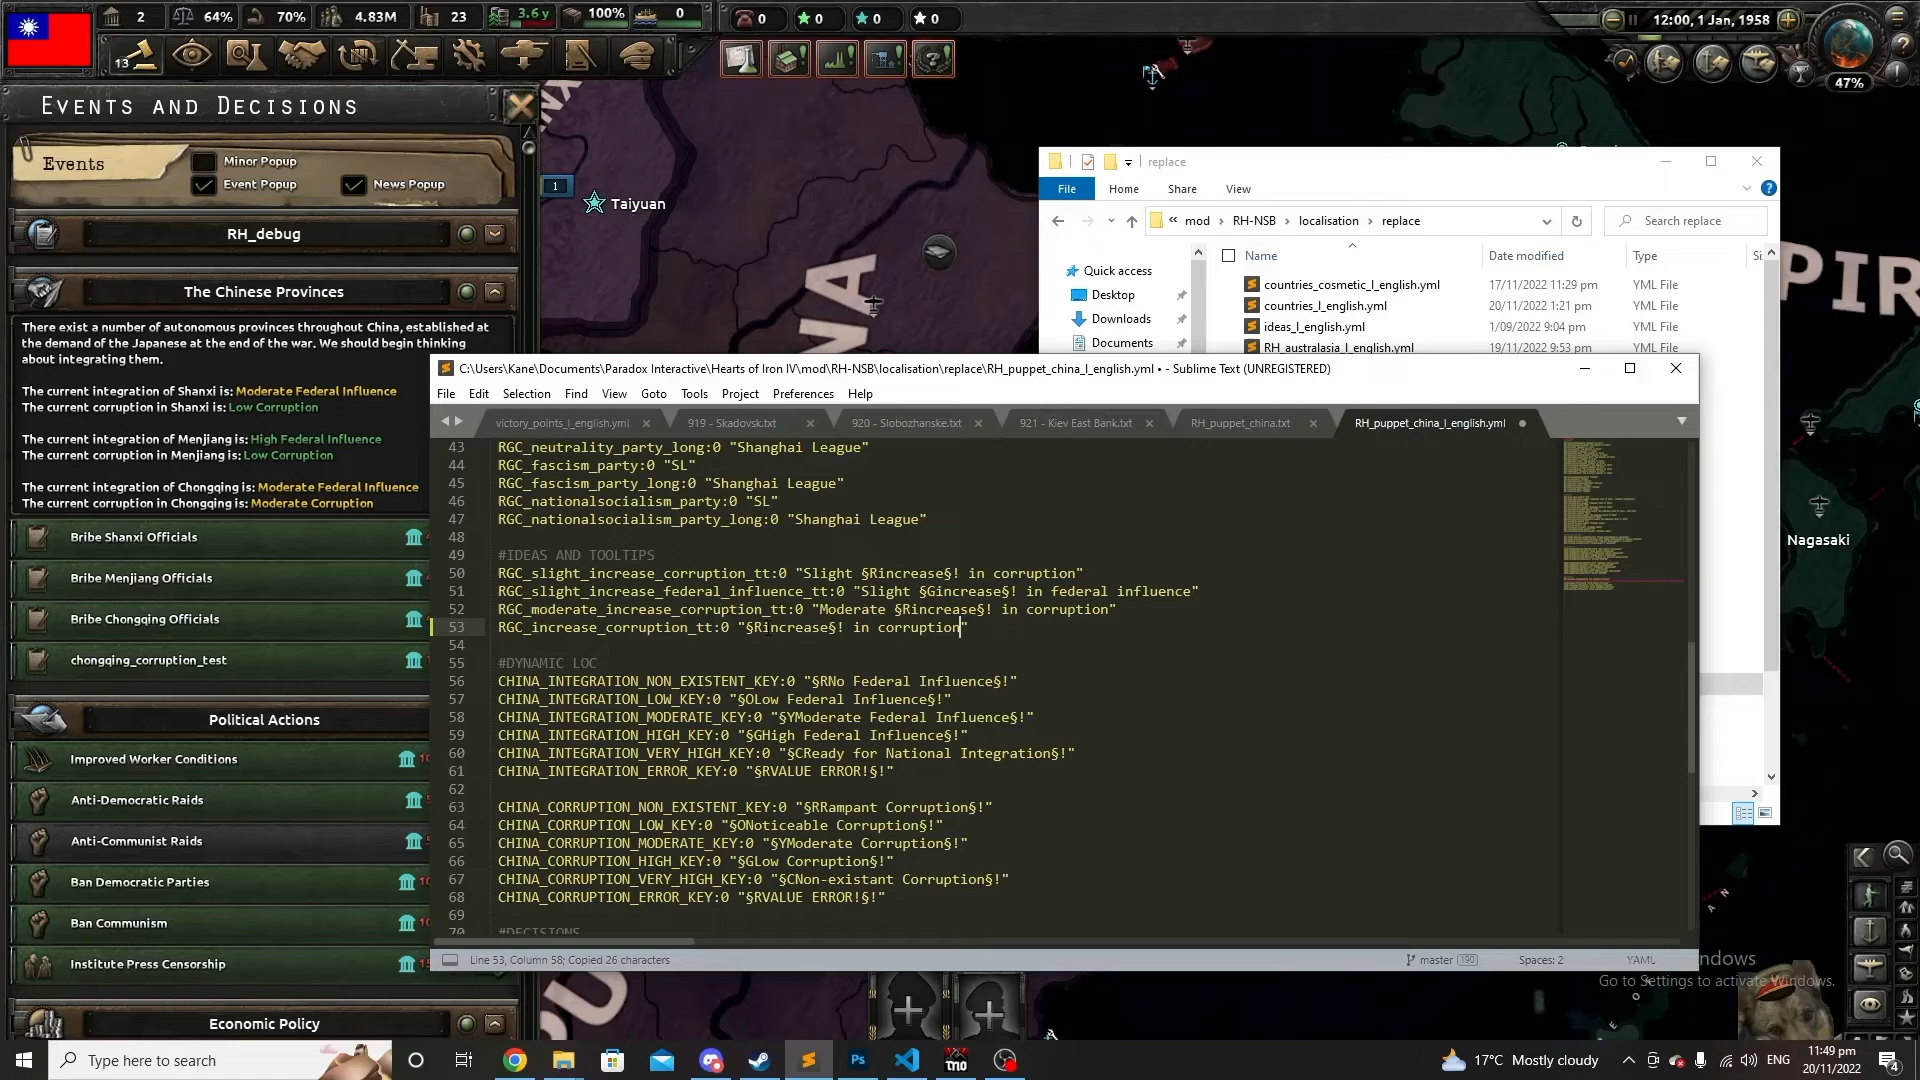 2
64%
70%
4.83M
23
3.6 y
100%
0
0
0
0
0
12:00, 1 Jan, 1958
13
47%
EVENTS AND DECISIONS
Events
Minor Popup
Event Popup
News Popup
RH_debug
The Chinese Provinces
There exist a number of autonomous provinces throughout China, established at
the demand of the Japanese at the end of the war. We should begin thinking
about integrating them.
The current integration of Shanxi is: Moderate Federal Influence
The current corruption in Shanxi is: Low Corruption
The current integration of Menjiang is: High Federal Influence
The current corruption in Menjiang is: Low Corruption
The current integration of Chongqing is: Moderate Federal Influence
The current corruption in Chongqing is: Moderate Corruption
Bribe Shanxi Officials
Bribe Menjiang Officials
Bribe Chongqing Officials
chongqing_corruption_test
Political Actions
Improved Worker Conditions
Anti-Democratic Raids
Anti-Communist Raids
Ban Democratic Parties
Ban Communism
Institute Press Censorship
Economic Policy
1
Taiyuan
NA
PIR
Nagasaki
replace
File
Home
Share
View
mod
RH-NSB
localisation
replace
Search replace
Quick access
Desktop
Downloads
Documents
Name
Date modified
Type
countries_cosmetic_l_english.yml
17/11/2022 11:29 pm
YML File
countries_l_english.yml
20/11/2022 1:21 pm
YML File
ideas_l_english.yml
1/09/2022 9:04 pm
YML File
RH_australasia_l_english.yml
19/11/2022 9:53 pm
YML File
C:\Users\Kane\Documents\Paradox Interactive\Hearts of Iron IV\mod\RH-NSB\localisation\replace\RH_puppet_china_l_english.yml • - Sublime Text (UNREGISTERED)
File Edit Selection Find View Goto Tools Project Preferences Help
victory_points_l_english.yml
919 - Skadovsk.txt
920 - Slobozhanske.txt
921 - Kiev East Bank.txt
RH_puppet_china.txt
RH_puppet_china_l_english.yml
43 RGC_neutrality_party_long:0 "Shanghai League"
44 RGC_fascism_party:0 "SL"
45 RGC_fascism_party_long:0 "Shanghai League"
46 RGC_nationalsocialism_party:0 "SL"
47 RGC_nationalsocialism_party_long:0 "Shanghai League"
48
49 #IDEAS AND TOOLTIPS
50 RGC_slight_increase_corruption_tt:0 "Slight §Rincrease§! in corruption"
51 RGC_slight_increase_federal_influence_tt:0 "Slight §Gincrease§! in federal influence"
52 RGC_moderate_increase_corruption_tt:0 "Moderate §Rincrease§! in corruption"
53 RGC_increase_corruption_tt:0 "§Rincrease§! in corruption"
54
55 #DYNAMIC LOC
56 CHINA_INTEGRATION_NON_EXISTENT_KEY:0 "§RNo Federal Influence§!"
57 CHINA_INTEGRATION_LOW_KEY:0 "§OLow Federal Influence§!"
58 CHINA_INTEGRATION_MODERATE_KEY:0 "§YModerate Federal Influence§!"
59 CHINA_INTEGRATION_HIGH_KEY:0 "§GHigh Federal Influence§!"
60 CHINA_INTEGRATION_VERY_HIGH_KEY:0 "§CReady for National Integration§!"
61 CHINA_INTEGRATION_ERROR_KEY:0 "§RVALUE ERROR!§!"
62
63 CHINA_CORRUPTION_NON_EXISTENT_KEY:0 "§RRampant Corruption§!"
64 CHINA_CORRUPTION_LOW_KEY:0 "§ONoticeable Corruption§!"
65 CHINA_CORRUPTION_MODERATE_KEY:0 "§YModerate Corruption§!"
66 CHINA_CORRUPTION_HIGH_KEY:0 "§GLow Corruption§!"
67 CHINA_CORRUPTION_VERY_HIGH_KEY:0 "§CNon-existant Corruption§!"
68 CHINA_CORRUPTION_ERROR_KEY:0 "§RVALUE ERROR!§!"
69
70 #DECISIONS
Line 53, Column 58; Copied 26 characters
master 190
Spaces: 2
YAML
Go to Settings to activate Windows.
Type here to search
Ps
TNO
17°C Mostly cloudy
ENG
11:49 pm
20/11/2022
4